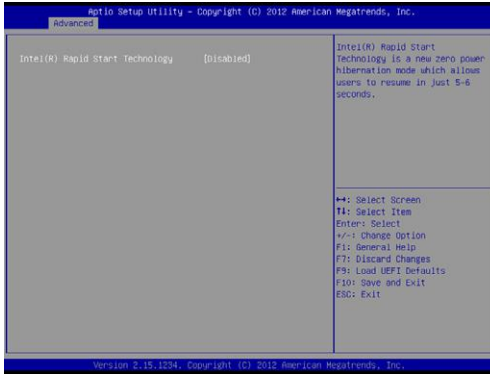 Aptio Setup Utility – Copyright (C) 2012 American Megatrends, Inc.
Advanced
Intel(R) Rapid Start Technology [Disabled]
Intel(R) Rapid Start
Technology is a new zero power
hibernation mode which allows
users to resume in just 5-6
seconds.
↔: Select Screen
↑↓: Select Item
Enter: Select
+/-: Change Option
F1: General Help
F7: Discard Changes
F9: Load UEFI Defaults
F10: Save and Exit
ESC: Exit
Version 2.15.1234. Copyright (C) 2012 American Megatrends, Inc.